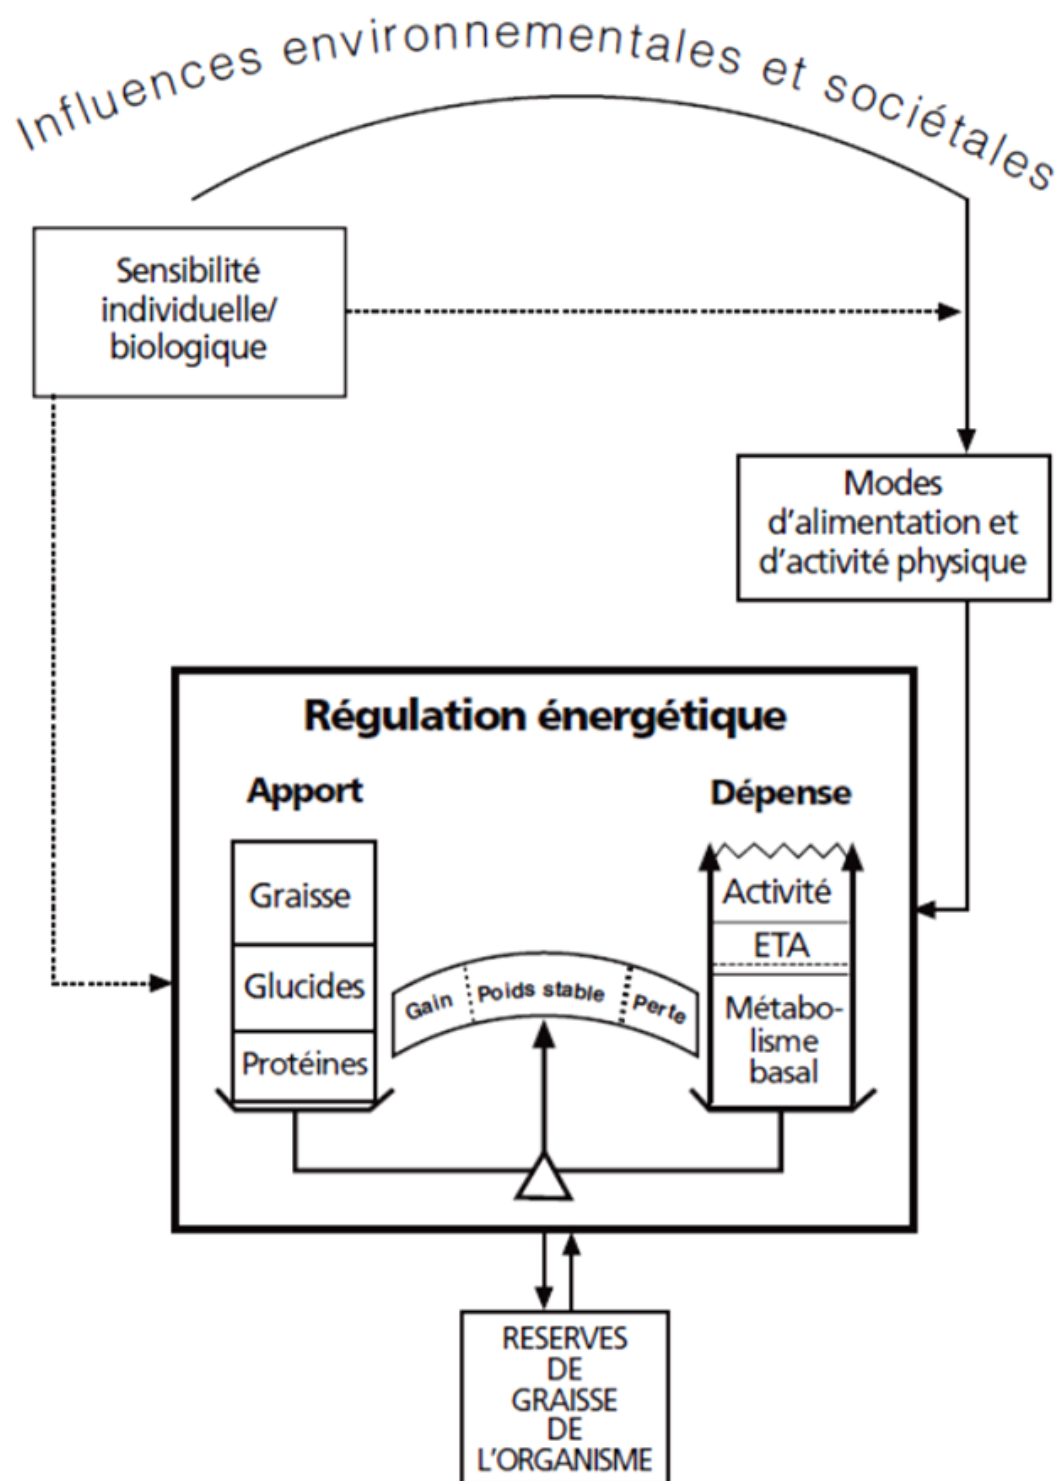 Influences environnementales et sociétales
Sensibilité
individuelle/
biologique
Modes
d'alimentation et
d'activité physique
Régulation énergétique
Apport
Dépense
Graisse
Glucides
Protéines
Gain
Poids stable
Perte
Activité
ETA
Métabo-
lisme
basal
RESERVES
DE
GRAISSE
DE
L'ORGANISME